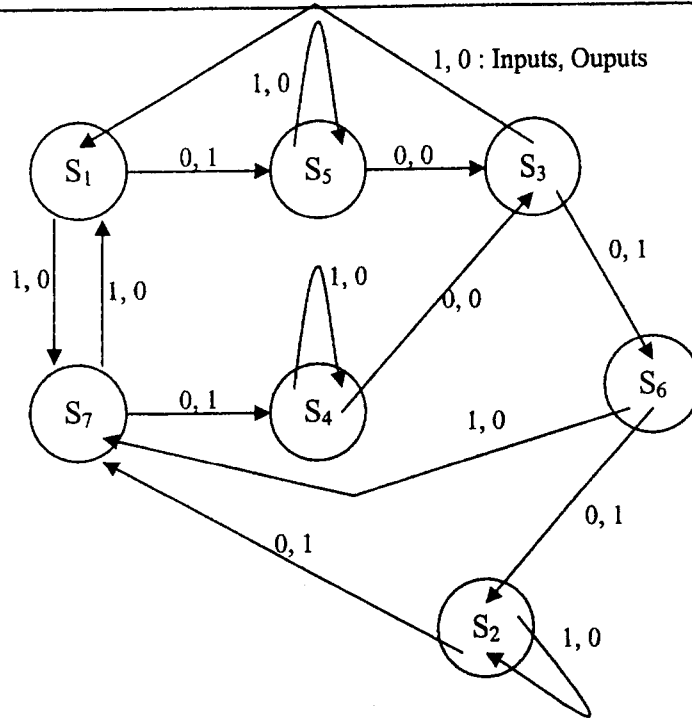 1, 0 : Inputs, Ouputs
1, 0
S1
0, 1
S5
0, 0
S3
0, 1
1, 0
1, 0
1, 0
0, 0
S6
S7
0, 1
S4
1, 0
0, 1
0, 1
S2
1, 0